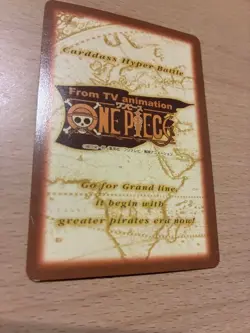 Carddass Hyper Battle
From TV animation
ワンピース
ONE PIECE
Go for Grand line,
It begin with
greater pirates era now!